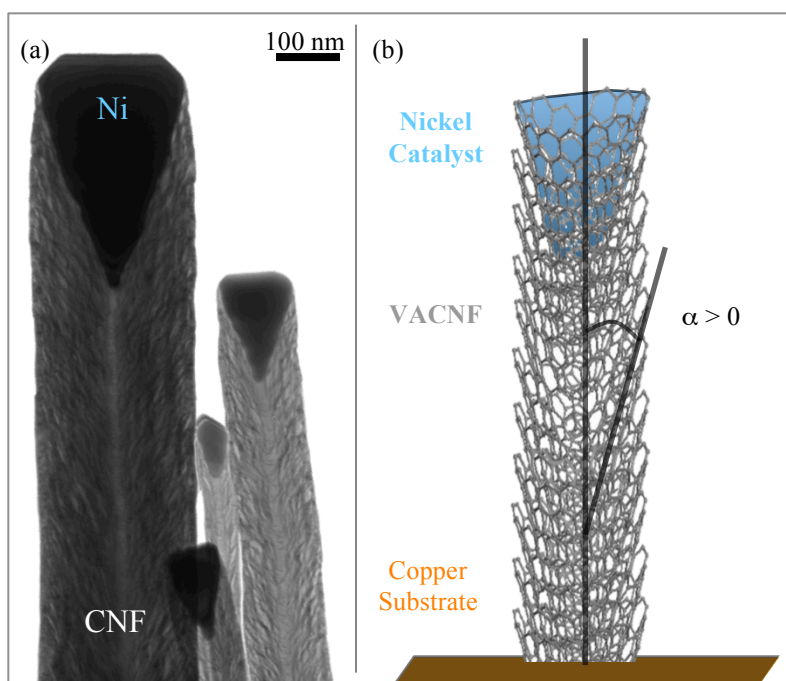 (a)
100 nm
Ni
CNF
(b)
Nickel
Catalyst
VACNF
α > 0
Copper
Substrate